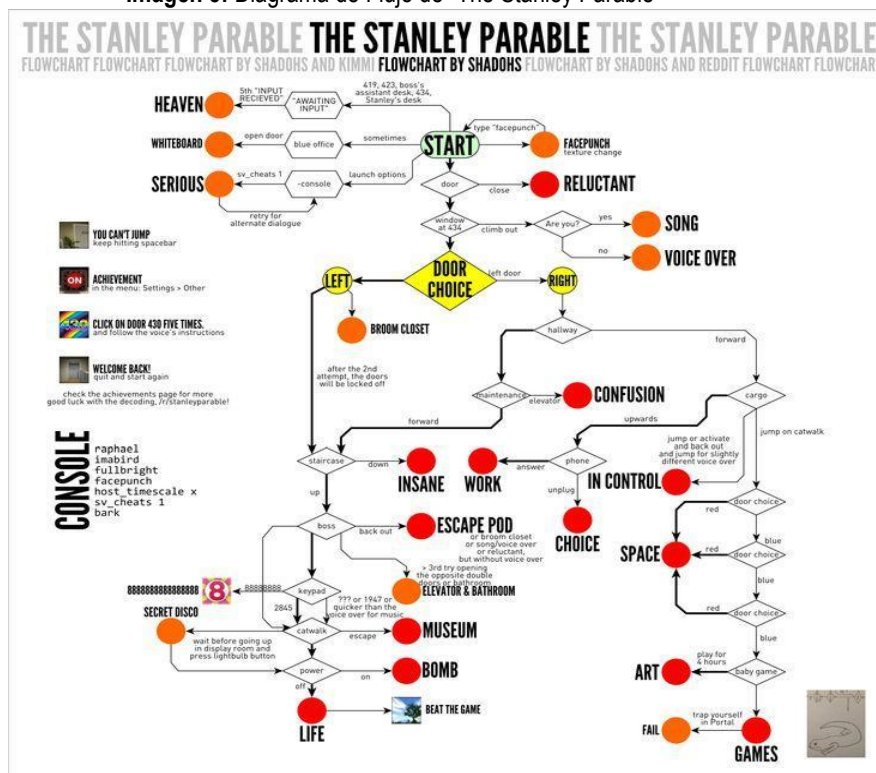 Imagen 6. Diagrama de Flujo de "The Stanley Parable"
THE STANLEY PARABLE THE STANLEY PARABLE THE STANLEY PARABLE
FLOWCHART FLOWCHART FLOWCHART BY SHADOHS AND KIMMI FLOWCHART BY SHADOHS FLOWCHART BY SHADOHS AND REDDIT FLOWCHART FLOWCHAR
HEAVEN
5th "INPUT
RECIEVED"
"AWAITING
INPUT"
419, 423, boss's
assistant desk, 434,
Stanley's desk
WHITEBOARD
open door
blue office
sometimes
START
type "facepunch"
FACEPUNCH
texture change
SERIOUS
sv_cheats 1
-console
launch options
retry for
alternate dialogue
door
close
RELUCTANT
window
at 434
climb out
Are you?
yes
SONG
no
VOICE OVER
YOU CAN'T JUMP
keep hitting spacebar
ON
ACHIEVEMENT
in the menu: Settings > Other
430
CLICK ON DOOR 430 FIVE TIMES.
and follow the voice's instructions
WELCOME BACK!
quit and start again
check the achievements page for more
good luck with the decoding, /r/stanleyparable!
CONSOLE
raphael
imabird
fullbright
facepunch
host_timescale x
sv_cheats 1
bark
LEFT
DOOR
CHOICE
left door
RIGHT
BROOM CLOSET
hallway
forward
after the 2nd
attempt, the doors
will be locked off
maintenance
elevator
CONFUSION
cargo
forward
upwards
jump on catwalk
staircase
down
INSANE
WORK
answer
phone
unplug
CHOICE
jump or activate
and back out
and jump for slightly
different voice over
IN CONTROL
up
boss
back out
ESCAPE POD
or broom closet
or song/voice over
or reluctant,
but without voice over
door choice
red
blue
SPACE
red
door choice
blue
red
door choice
blue
> 3rd try opening
the opposite double
doors or bathroom
ELEVATOR & BATHROOM
8
88888888
keypad
2845
??? or 1947 or
quicker than the
voice over for music
SECRET DISCO
catwalk
escape
MUSEUM
wait before going up
in display room and
press lightbulb button
power
on
BOMB
off
LIFE
BEAT THE GAME
ART
play for
4 hours
baby game
FAIL
trap yourself
in Portal
GAMES